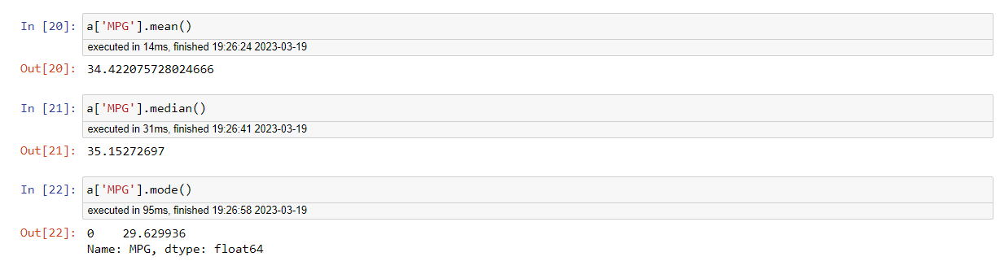 In [20]: a['MPG'].mean()
executed in 14ms, finished 19:26:24 2023-03-19
Out[20]: 34.422075728024666
In [21]: a['MPG'].median()
executed in 31ms, finished 19:26:41 2023-03-19
Out[21]: 35.15272697
In [22]: a['MPG'].mode()
executed in 95ms, finished 19:26:58 2023-03-19
Out[22]: 0    29.629936
Name: MPG, dtype: float64